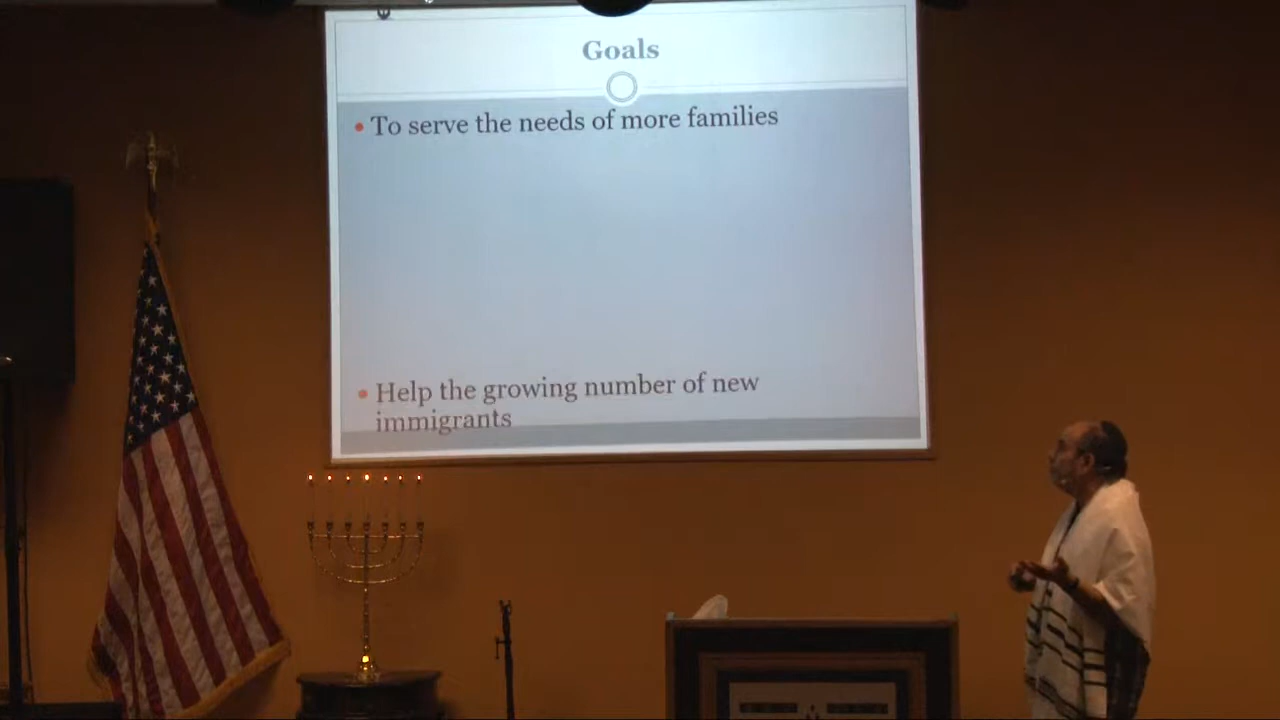 Goals
• To serve the needs of more families
• Help the growing number of new
immigrants